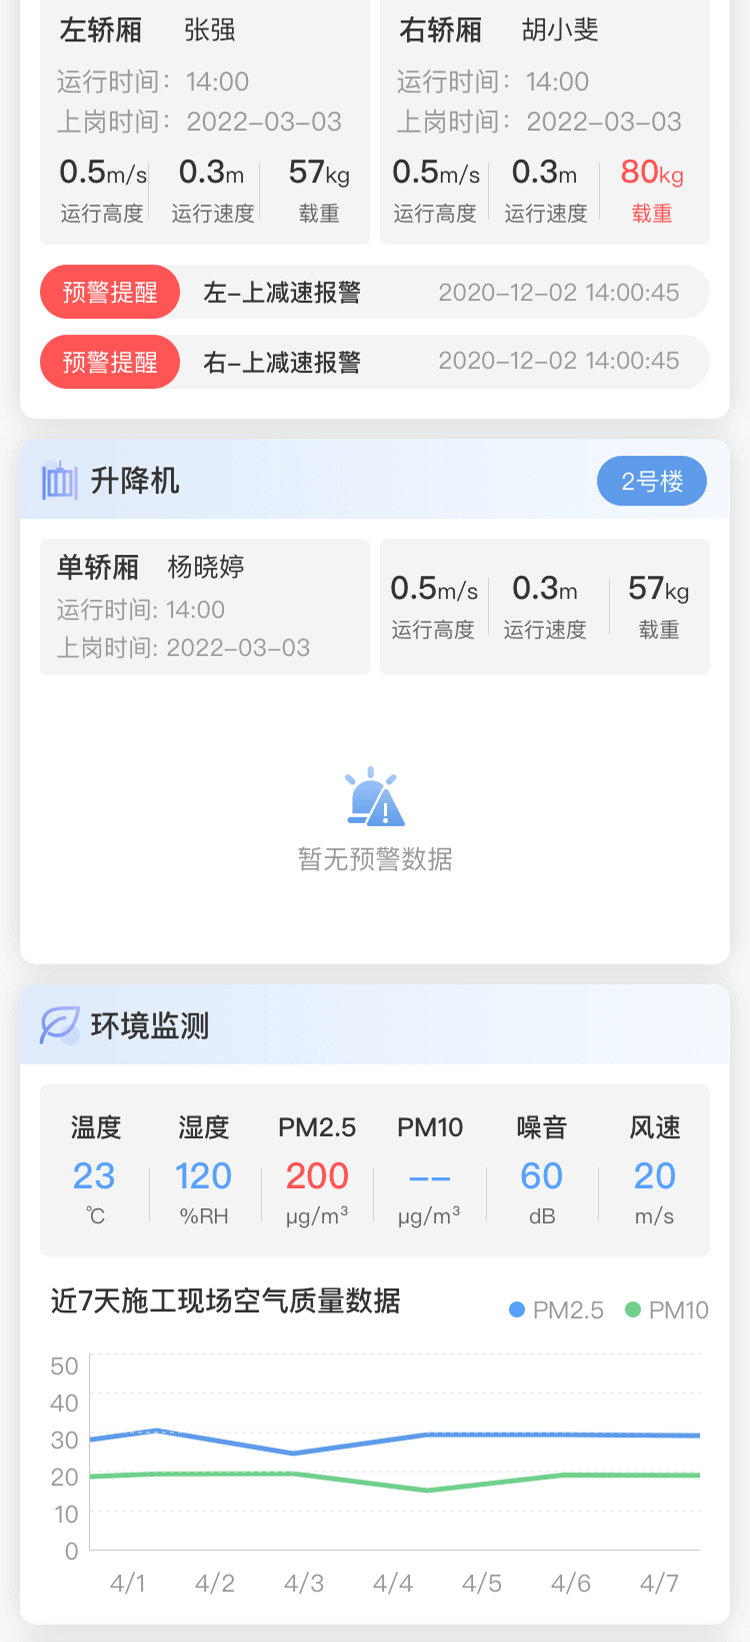 左轿厢 张强
运行时间：14:00
上岗时间：2022-03-03
0.5m/s 0.3m 57kg
运行高度 运行速度 载重
右轿厢 胡小斐
运行时间：14:00
上岗时间：2022-03-03
0.5m/s 0.3m 80kg
运行高度 运行速度 载重
预警提醒 左-上减速报警 2020-12-02 14:00:45
预警提醒 右-上减速报警 2020-12-02 14:00:45
升降机 2号楼
单轿厢 杨晓婷
运行时间: 14:00
上岗时间: 2022-03-03
0.5m/s 0.3m 57kg
运行高度 运行速度 载重
暂无预警数据
环境监测
温度 湿度 PM2.5 PM10 噪音 风速
23 120 200 -- 60 20
℃ %RH μg/m³ μg/m³ dB m/s
近7天施工现场空气质量数据
PM2.5 PM10
50
40
30
20
10
0
4/1 4/2 4/3 4/4 4/5 4/6 4/7